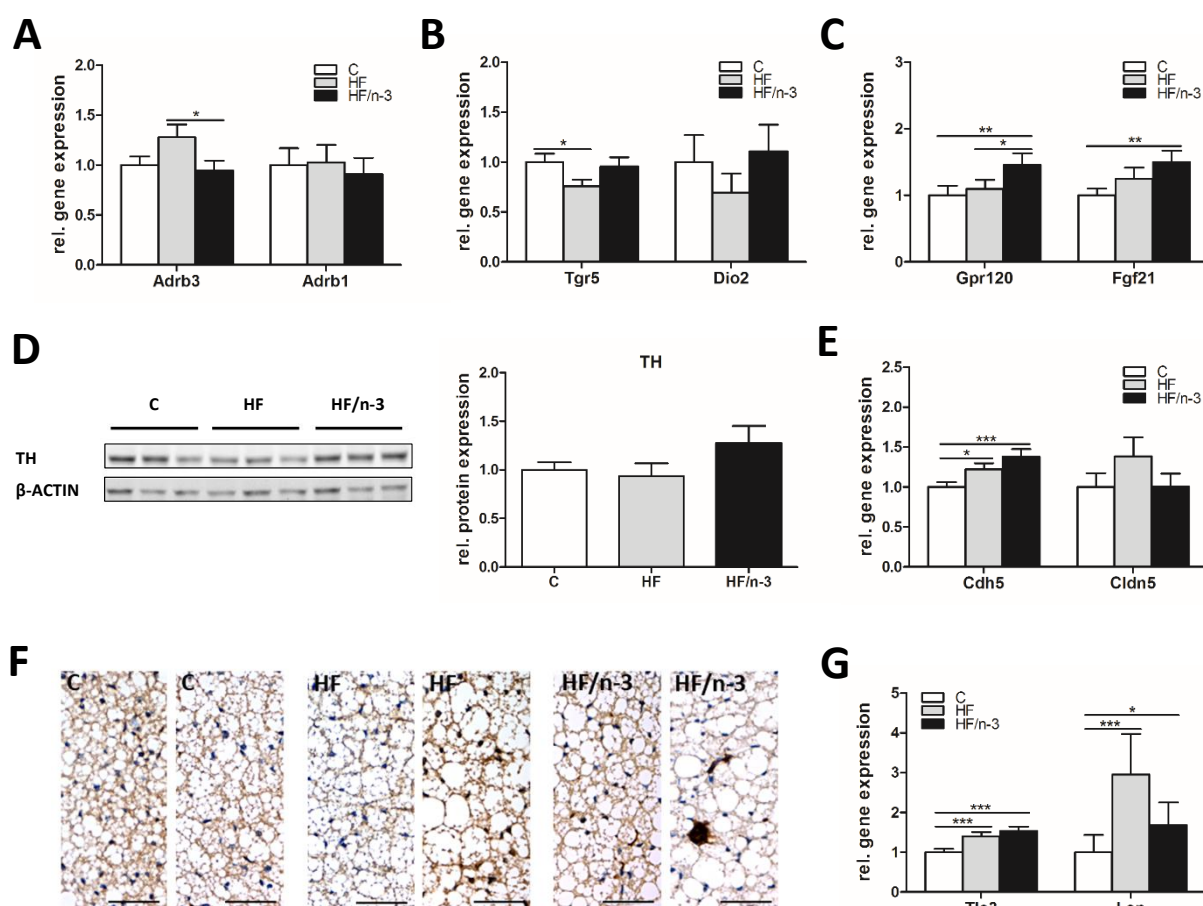 A
rel. gene expression
2.0
1.5
1.0
0.5
0.0
C
HF
HF/n-3
*
Adrb3
Adrb1
B
rel. gene expression
2.0
1.5
1.0
0.5
0.0
C
HF
HF/n-3
*
Tgr5
Dio2
C
rel. gene expression
3
2
1
0
C
HF
HF/n-3
**
*
**
Gpr120
Fgf21
D
C HF HF/n-3
TH
β-ACTIN
TH
rel. protein expression
2.0
1.5
1.0
0.5
0.0
C
HF
HF/n-3
E
rel. gene expression
2.5
2.0
1.5
1.0
0.5
0.0
C
HF
HF/n-3
***
*
Cdh5
Cldn5
F
C C HF HF HF/n-3 HF/n-3
G
rel. gene expression
5
4
3
2
1
0
C
HF
HF/n-3
***
***
*
***